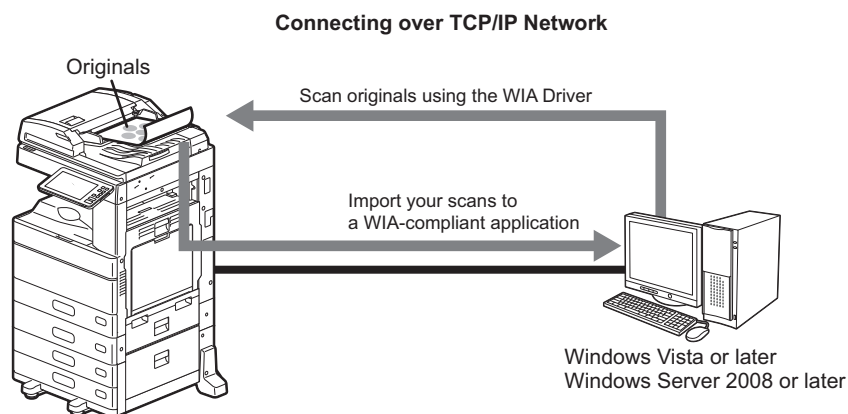 Connecting over TCP/IP Network
Originals
Scan originals using the WIA Driver
Import your scans to
a WIA-compliant application
Windows Vista or later
Windows Server 2008 or later